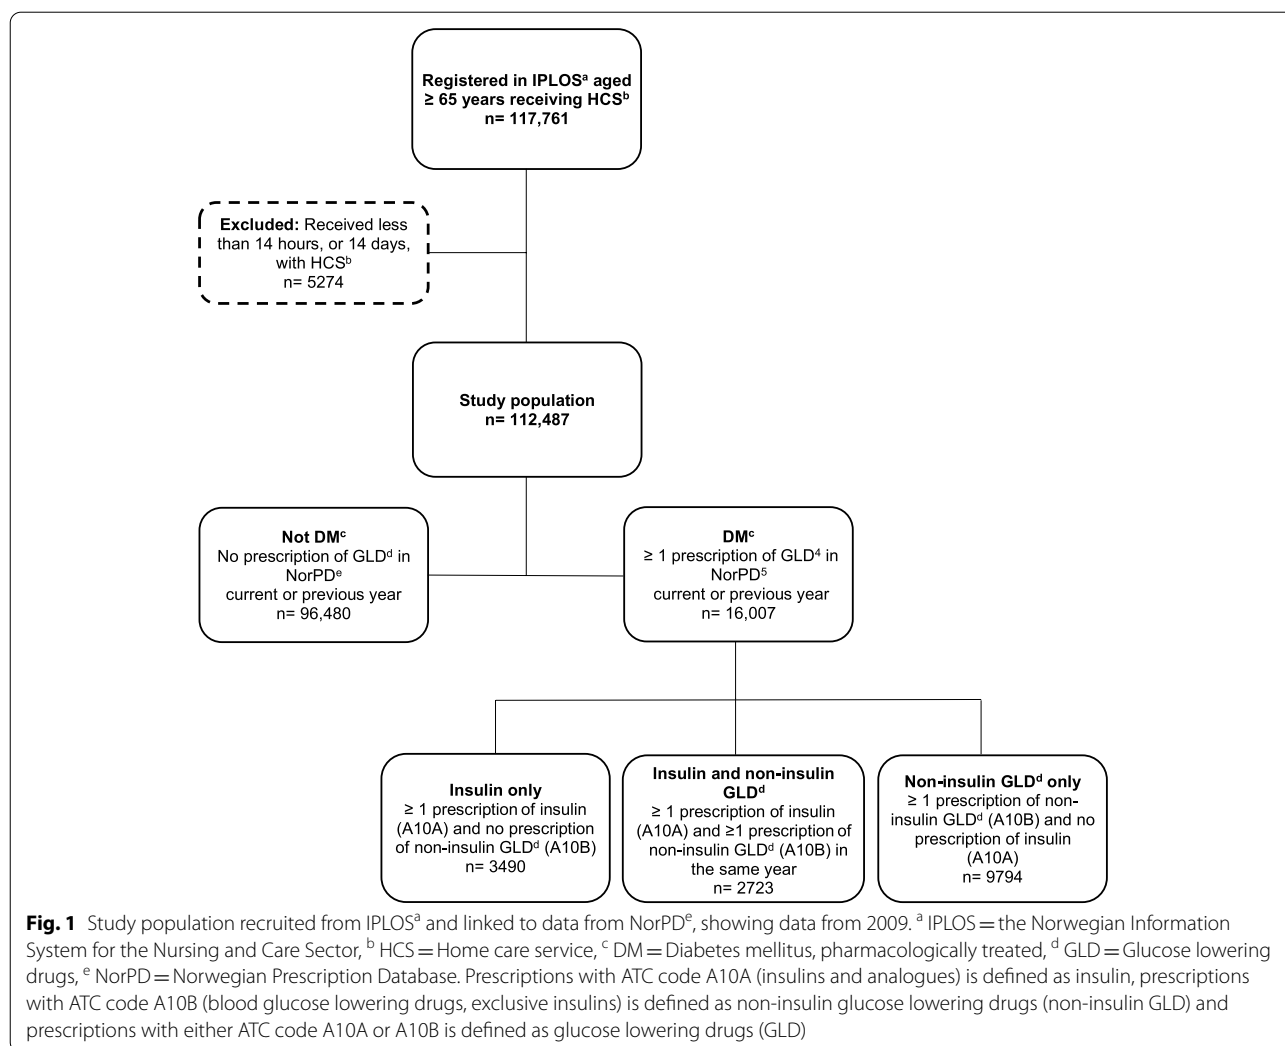 Registered in IPLOSᵃ aged
≥ 65 years receiving HCSᵇ
n= 117,761
Excluded: Received less
than 14 hours, or 14 days,
with HCSᵇ
n= 5274
Study population
n= 112,487
Not DMᶜ
No prescription of GLDᵈ in
NorPDᵉ
current or previous year
n= 96,480
DMᶜ
≥ 1 prescription of GLD⁴ in
NorPD⁵
current or previous year
n= 16,007
Insulin only
≥ 1 prescription of insulin
(A10A) and no prescription
of non-insulin GLDᵈ (A10B)
n= 3490
Insulin and non-insulin
GLDᵈ
≥ 1 prescription of insulin
(A10A) and ≥1 prescription of
non-insulin GLDᵈ (A10B) in
the same year
n= 2723
Non-insulin GLDᵈ only
≥ 1 prescription of non-
insulin GLDᵈ (A10B) and no
prescription of insulin
(A10A)
n= 9794
Fig. 1 Study population recruited from IPLOSᵃ and linked to data from NorPDᵉ, showing data from 2009. ᵃ IPLOS = the Norwegian Information
System for the Nursing and Care Sector, ᵇ HCS = Home care service, ᶜ DM = Diabetes mellitus, pharmacologically treated, ᵈ GLD = Glucose lowering
drugs, ᵉ NorPD = Norwegian Prescription Database. Prescriptions with ATC code A10A (insulins and analogues) is defined as insulin, prescriptions
with ATC code A10B (blood glucose lowering drugs, exclusive insulins) is defined as non-insulin glucose lowering drugs (non-insulin GLD) and
prescriptions with either ATC code A10A or A10B is defined as glucose lowering drugs (GLD)